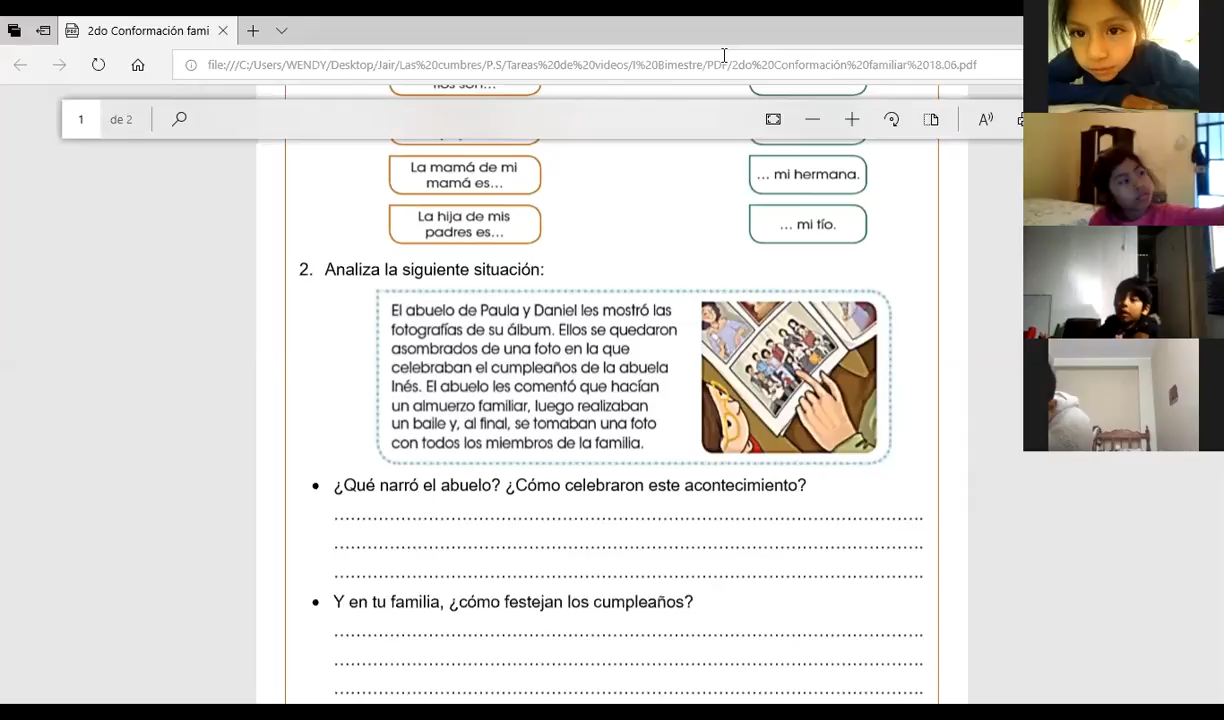 2do Conformación fami
file:///C:/Users/WENDY/Desktop/Jair/Las%20cumbres/P.S/Tareas%20de%20videos/I%20Bimestre/PDF/2do%20Conformación%20familiar%2018.06.pdf
1 de 2
La mamá de mi
mamá es...
... mi hermana.
La hija de mis
padres es...
... mi tío.
2. Analiza la siguiente situación:
El abuelo de Paula y Daniel les mostró las
fotografías de su álbum. Ellos se quedaron
asombrados de una foto en la que
celebraban el cumpleaños de la abuela
Inés. El abuelo les comentó que hacían
un almuerzo familiar, luego realizaban
un baile y, al final, se tomaban una foto
con todos los miembros de la familia.
• ¿Qué narró el abuelo? ¿Cómo celebraron este acontecimiento?
• Y en tu familia, ¿cómo festejan los cumpleaños?